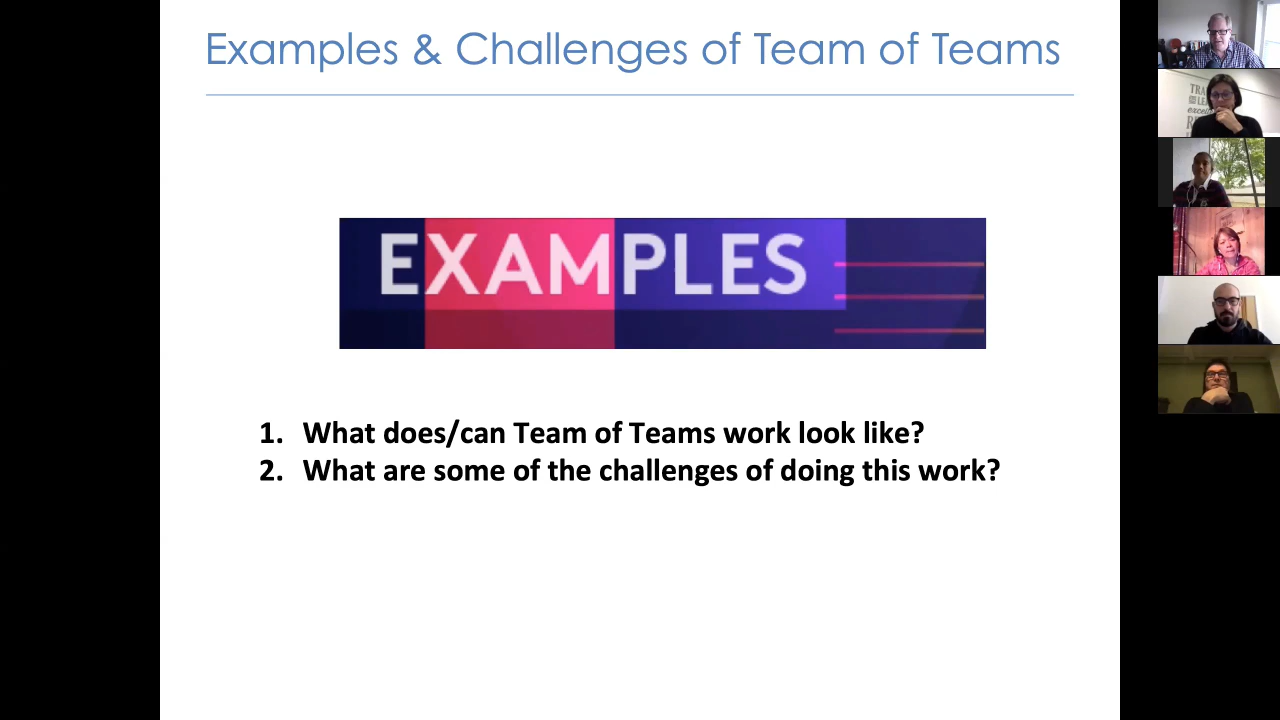 Examples & Challenges of Team of Teams
EXAMPLES
1. What does/can Team of Teams work look like?
2. What are some of the challenges of doing this work?